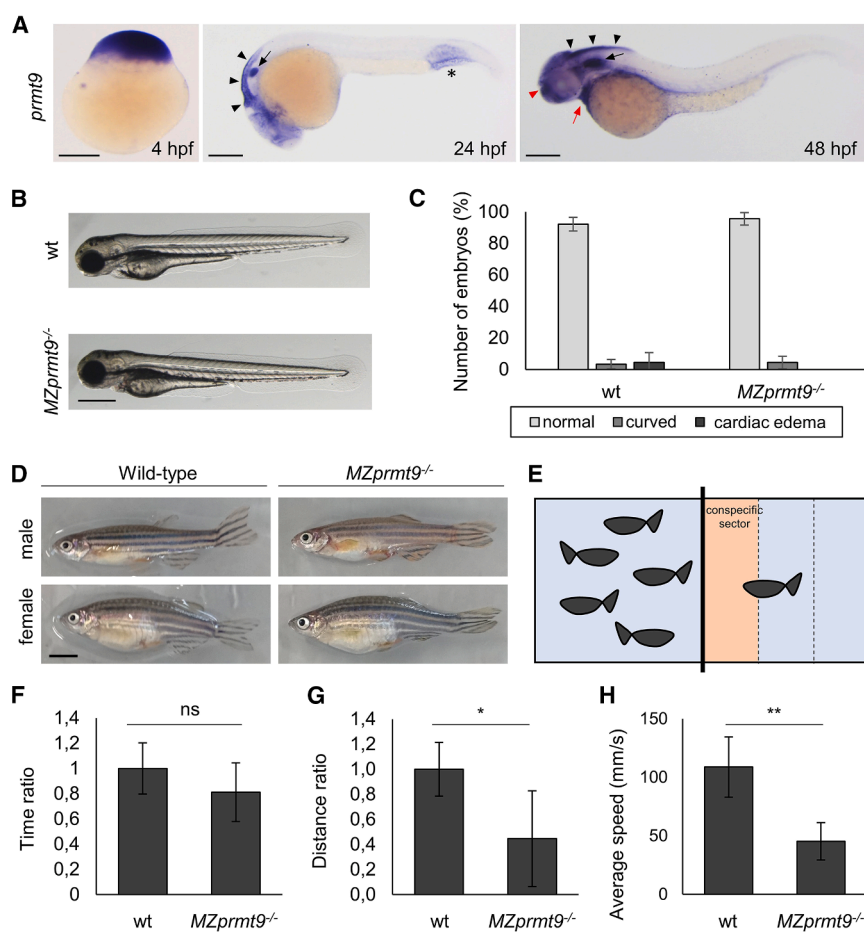 A
prmt9
4 hpf
24 hpf
*
48 hpf
B
wt
MZprmt9-/-
C
Number of embryos (%)
100
80
60
40
20
0
wt
MZprmt9-/-
normal curved cardiac edema
D
Wild-type
MZprmt9-/-
male
female
E
conspecific
sector
F
Time ratio
1,4
1,2
1
0,8
0,6
0,4
0,2
0
ns
wt
MZprmt9-/-
G
Distance ratio
1,4
1,2
1,0
0,8
0,6
0,4
0,2
0,0
*
wt
MZprmt9-/-
H
Average speed (mm/s)
150
100
50
0
**
wt
MZprmt9-/-